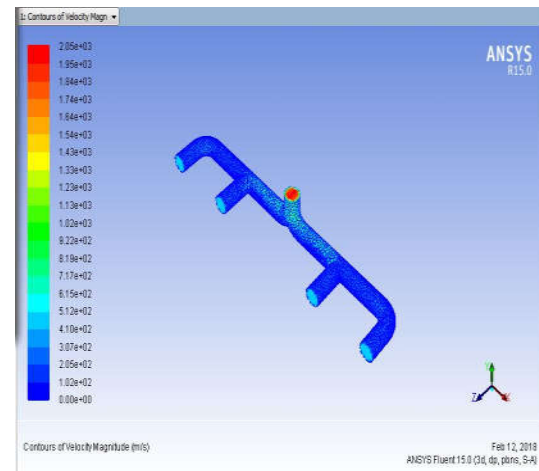 1: Contours of Velocity Magn
ANSYS
R15.0
2.05e+03
1.95e+03
1.84e+03
1.74e+03
1.64e+03
1.54e+03
1.43e+03
1.33e+03
1.23e+03
1.13e+03
1.02e+03
9.22e+02
8.20e+02
7.17e+02
6.15e+02
5.12e+02
4.10e+02
3.07e+02
2.05e+02
1.02e+02
0.00e+00
Y
Z
X
Contours of Velocity Magnitude (m/s)
Feb 12, 2018
ANSYS Fluent 15.0 (3d, dp, pbns, S-A)